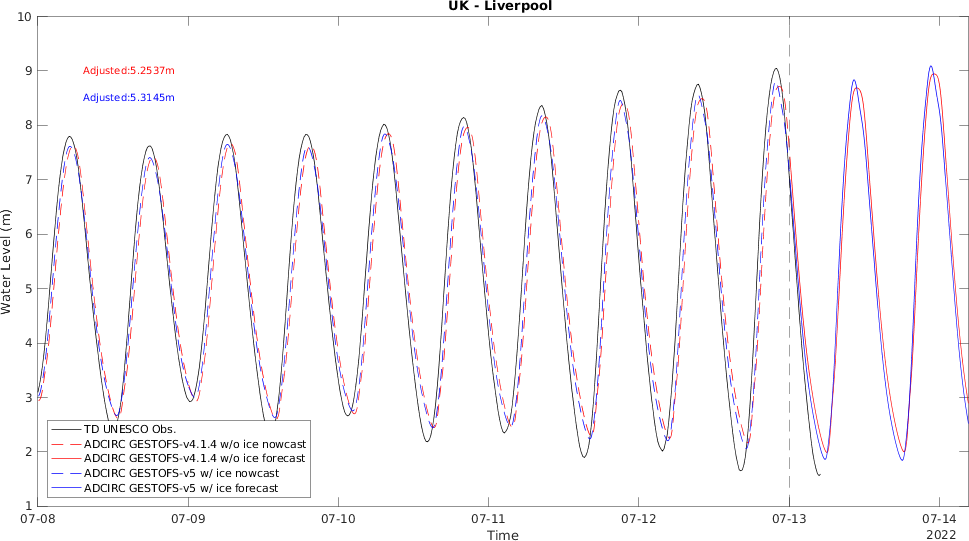 UK - Liverpool
10
9
8
7
6
5
4
3
2
1
Water Level (m)
Adjusted:5.2537m
Adjusted:5.3145m
TD UNESCO Obs.
ADCIRC GESTOFS-v4.1.4 w/o ice nowcast
ADCIRC GESTOFS-v4.1.4 w/o ice forecast
ADCIRC GESTOFS-v5 w/ ice nowcast
ADCIRC GESTOFS-v5 w/ ice forecast
07-08 07-09 07-10 07-11 07-12 07-13 07-14
Time
2022